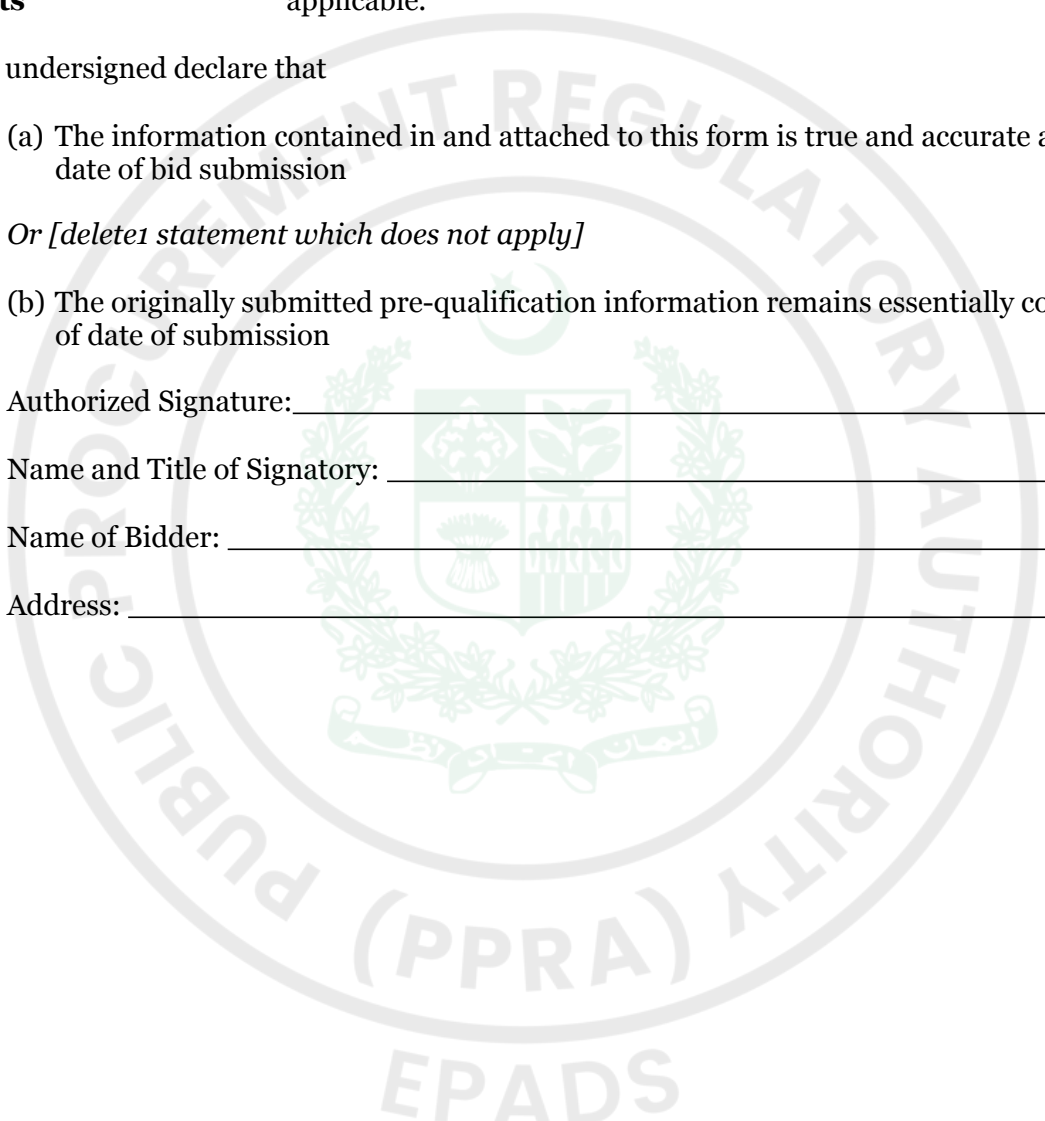 ts applicable.
undersigned declare that
(a) The information contained in and attached to this form is true and accurate a
date of bid submission
Or [delete1 statement which does not apply]
(b) The originally submitted pre-qualification information remains essentially co
of date of submission
Authorized Signature:
Name and Title of Signatory:
Name of Bidder:
Address:
PUBLIC PROCUREMENT REGULATORY AUTHORITY
(PPRA)
EPADS